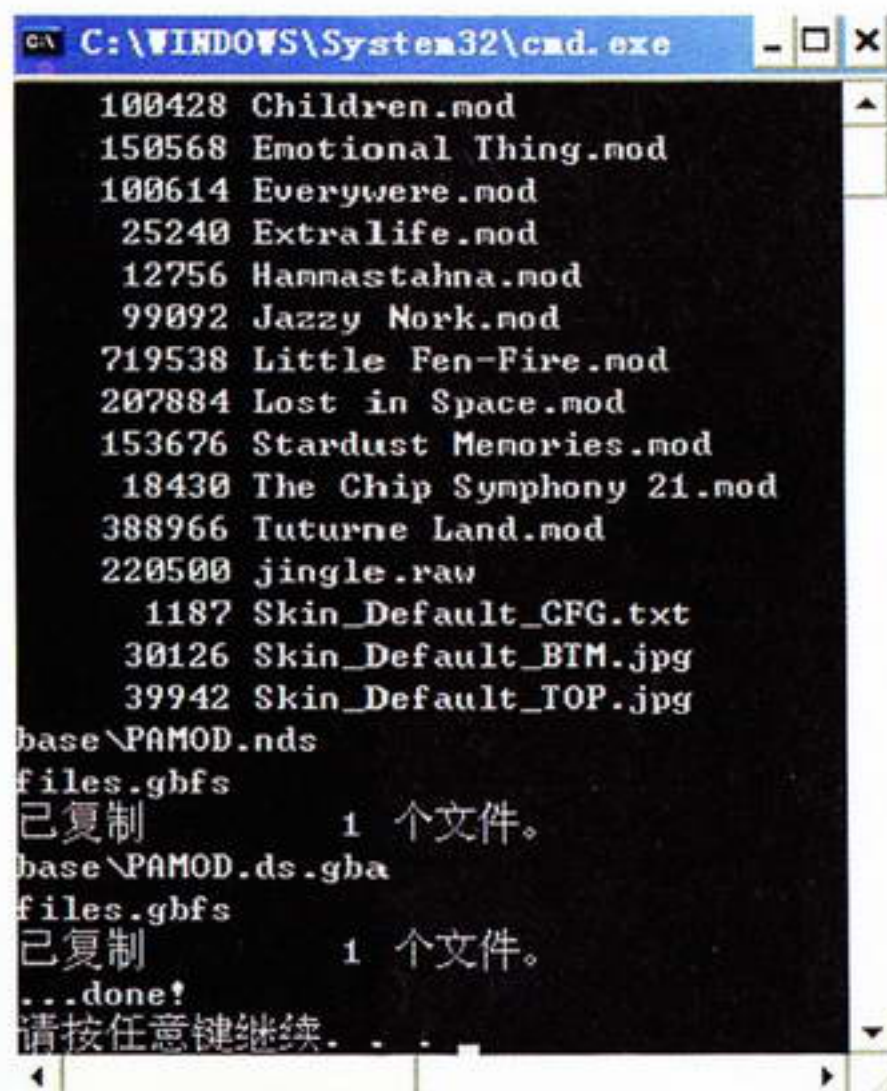 C:\WINDOWS\System32\cmd.exe
100428 Children.mod
150568 Emotional Thing.mod
100614 Everywere.mod
25240 Extralife.mod
12756 Hammastahna.mod
99092 Jazzy Nork.mod
719538 Little Fen-Fire.mod
207884 Lost in Space.mod
153676 Stardust Memories.mod
18430 The Chip Symphony 21.mod
388966 Tuturne Land.mod
220500 jingle.raw
1187 Skin_Default_CFG.txt
30126 Skin_Default_BTM.jpg
39942 Skin_Default_TOP.jpg
base\PAMOD.nds
files.gbfs
已复制 1 个文件。
base\PAMOD.ds.gba
files.gbfs
已复制 1 个文件。
...done!
请按任意键继续. . .